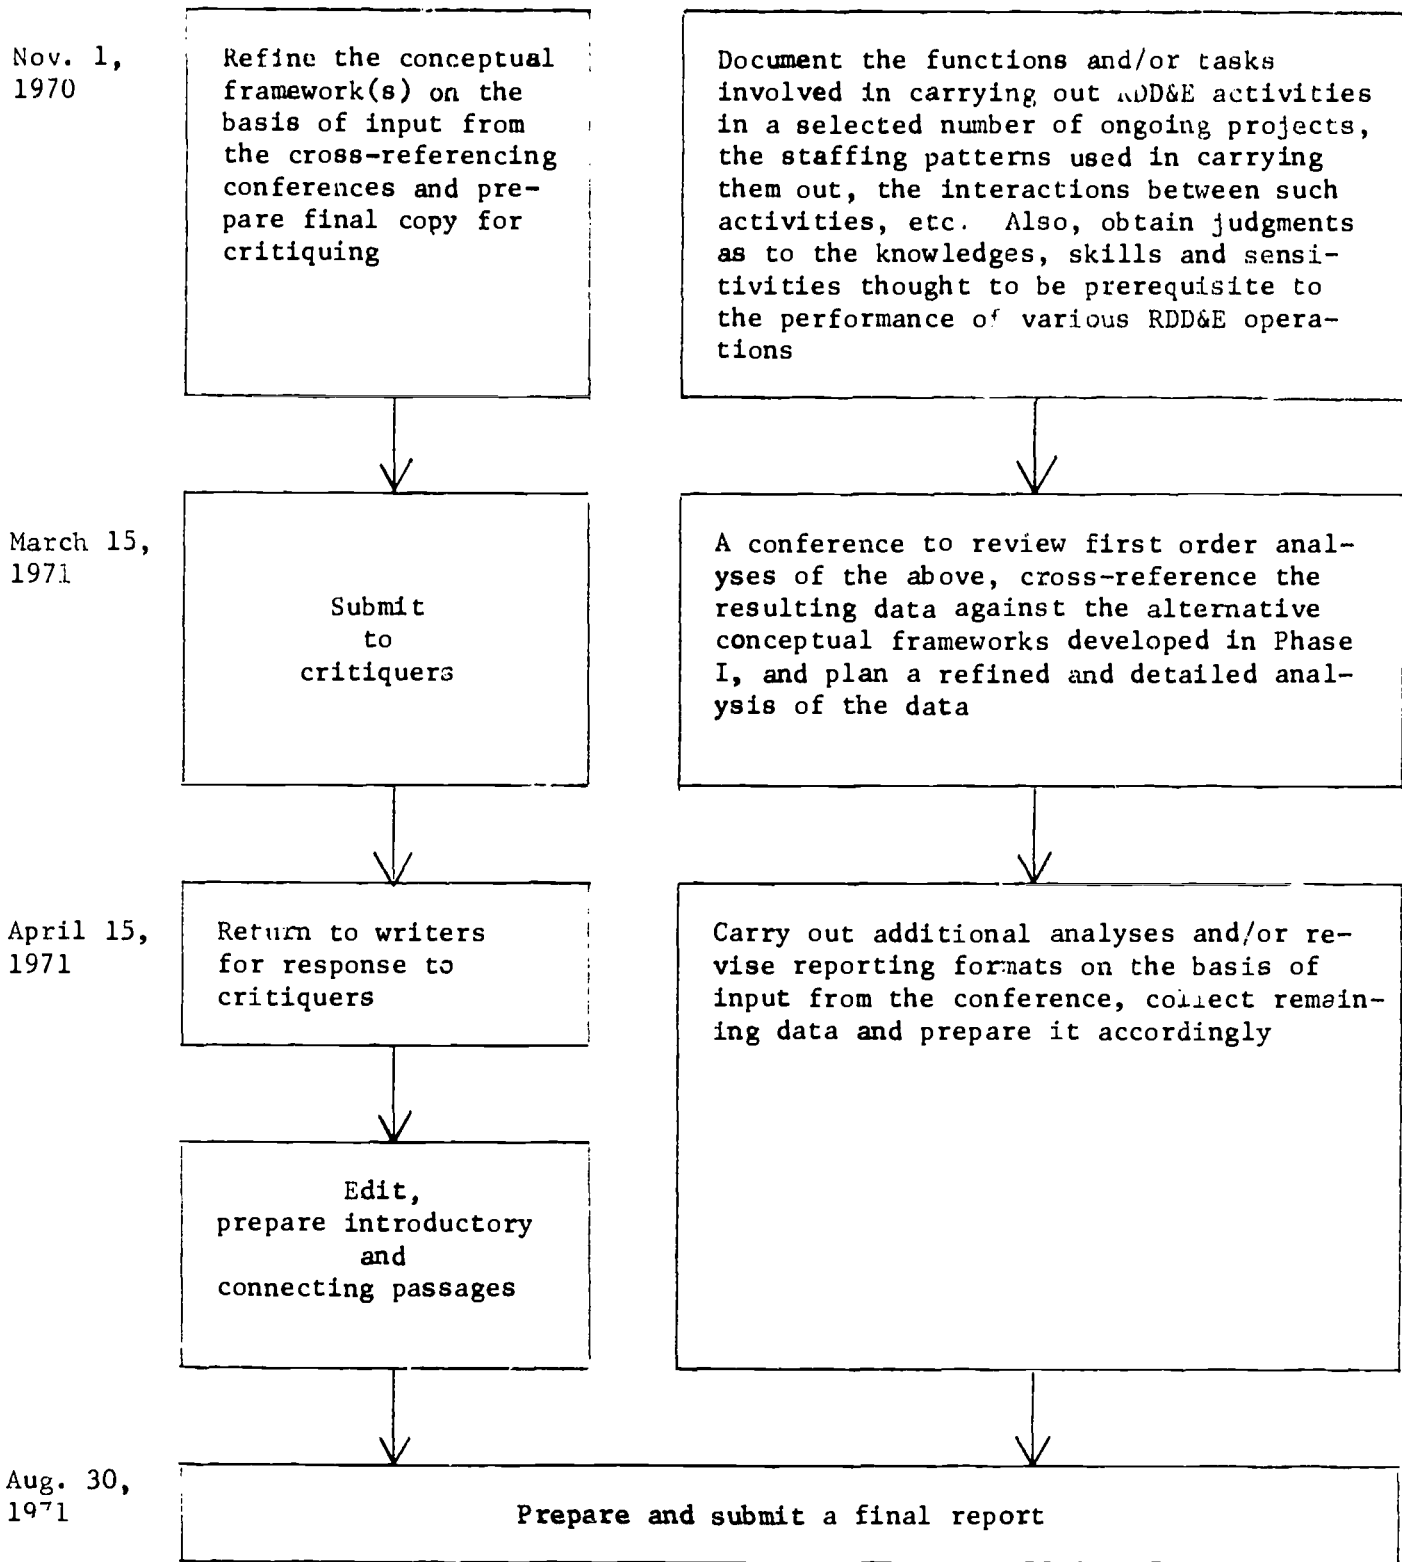 Nov. 1,
1970
Refine the conceptual
framework(s) on the
basis of input from
the cross-referencing
conferences and pre-
pare final copy for
critiquing
Document the functions and/or tasks
involved in carrying out RDD&E activities
in a selected number of ongoing projects,
the staffing patterns used in carrying
them out, the interactions between such
activities, etc. Also, obtain judgments
as to the knowledges, skills and sensi-
tivities thought to be prerequisite to
the performance of various RDD&E opera-
tions
March 15,
1971
Submit
to
critiquers
A conference to review first order anal-
yses of the above, cross-reference the
resulting data against the alternative
conceptual frameworks developed in Phase
I, and plan a refined and detailed anal-
ysis of the data
April 15,
1971
Return to writers
for response to
critiquers
Carry out additional analyses and/or re-
vise reporting formats on the basis of
input from the conference, collect remain-
ing data and prepare it accordingly
Edit,
prepare introductory
and
connecting passages
Aug. 30,
1971
Prepare and submit a final report